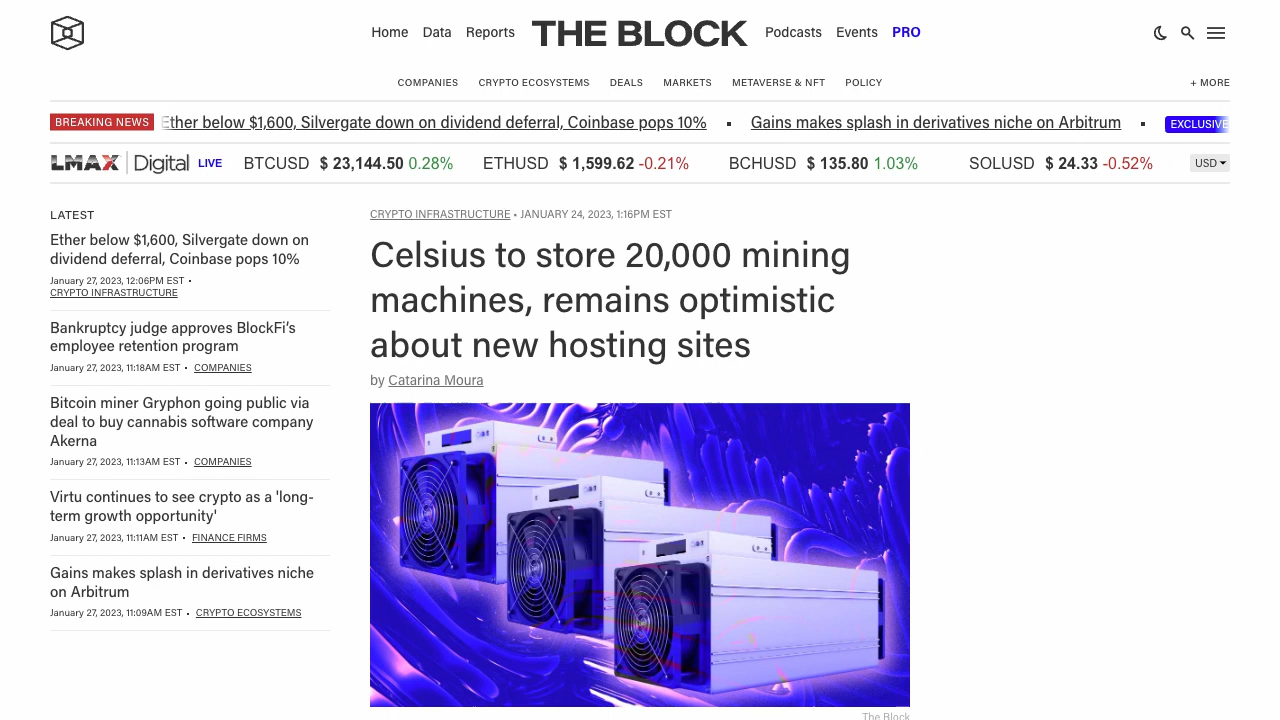 Home Data Reports THE BLOCK Podcasts Events PRO
COMPANIES CRYPTO ECOSYSTEMS DEALS MARKETS METAVERSE & NFT POLICY + MORE
BREAKING NEWS Ether below $1,600, Silvergate down on dividend deferral, Coinbase pops 10% ▪ Gains makes splash in derivatives niche on Arbitrum ▪ EXCLUSIVE
LMAX Digital LIVE BTCUSD $ 23,144.50 0.28% ETHUSD $ 1,599.62 -0.21% BCHUSD $ 135.80 1.03% SOLUSD $ 24.33 -0.52% USD
LATEST
Ether below $1,600, Silvergate down on
dividend deferral, Coinbase pops 10%
January 27, 2023, 12:06PM EST •
CRYPTO INFRASTRUCTURE
Bankruptcy judge approves BlockFi's
employee retention program
January 27, 2023, 11:18AM EST • COMPANIES
Bitcoin miner Gryphon going public via
deal to buy cannabis software company
Akerna
January 27, 2023, 11:13AM EST • COMPANIES
Virtu continues to see crypto as a 'long-
term growth opportunity'
January 27, 2023, 11:11AM EST • FINANCE FIRMS
Gains makes splash in derivatives niche
on Arbitrum
January 27, 2023, 11:09AM EST • CRYPTO ECOSYSTEMS
CRYPTO INFRASTRUCTURE • JANUARY 24, 2023, 1:16PM EST
Celsius to store 20,000 mining
machines, remains optimistic
about new hosting sites
by Catarina Moura
The Block